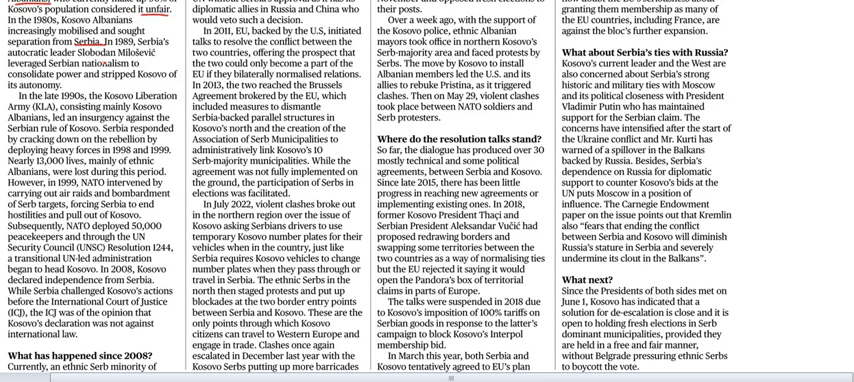 Kosovo's population considered it unfair.
In the 1980s, Kosovo Albanians
increasingly mobilised and sought
separation from Serbia. In 1989, Serbia's
autocratic leader Slobodan Milošević
leveraged Serbian nationalism to
consolidate power and stripped Kosovo of
its autonomy.
In the late 1990s, the Kosovo Liberation
Army (KLA), consisting mainly Kosovo
Albanians, led an insurgency against the
Serbian rule of Kosovo. Serbia responded
by cracking down on the rebellion by
deploying heavy forces in 1998 and 1999.
Nearly 13,000 lives, mainly of ethnic
Albanians, were lost during this period.
However, in 1999, NATO intervened by
carrying out air raids and bombardment
of Serb targets, forcing Serbia to end
hostilities and pull out of Kosovo.
Subsequently, NATO deployed 50,000
peacekeepers and through the UN
Security Council (UNSC) Resolution 1244,
a transitional UN-led administration
began to head Kosovo. In 2008, Kosovo
declared independence from Serbia.
While Serbia challenged Kosovo's actions
before the International Court of Justice
(ICJ), the ICJ was of the opinion that
Kosovo's declaration was not against
international law.
What has happened since 2008?
Currently, an ethnic Serb minority of
diplomatic allies in Russia and China who
would veto such a decision.
In 2011, EU, backed by the U.S, initiated
talks to resolve the conflict between the
two countries, offering the prospect that
the two could only become a part of the
EU if they bilaterally normalised relations.
In 2013, the two reached the Brussels
Agreement brokered by the EU, which
included measures to dismantle
Serbia-backed parallel structures in
Kosovo's north and the creation of the
Association of Serb Municipalities to
administratively link Kosovo's 10
Serb-majority municipalities. While the
agreement was not fully implemented on
the ground, the participation of Serbs in
elections was facilitated.
In July 2022, violent clashes broke out
in the northern region over the issue of
Kosovo asking Serbians drivers to use
temporary Kosovo number plates for their
vehicles when in the country, just like
Serbia requires Kosovo vehicles to change
number plates when they pass through or
travel in Serbia. The ethnic Serbs in the
north then staged protests and put up
blockades at the two border entry points
between Serbia and Kosovo. These are the
only points through which Kosovo
citizens can travel to Western Europe and
engage in trade. Clashes once again
escalated in December last year with the
Kosovo Serbs putting up more barricades
their posts.
Over a week ago, with the support of
the Kosovo police, ethnic Albanian
mayors took office in northern Kosovo's
Serb-majority area and faced protests by
Serbs. The move by Kosovo to install
Albanian members led the U.S. and its
allies to rebuke Pristina, as it triggered
clashes. Then on May 29, violent clashes
took place between NATO soldiers and
Serb protesters.
Where do the resolution talks stand?
So far, the dialogue has produced over 30
mostly technical and some political
agreements, between Serbia and Kosovo.
Since late 2015, there has been little
progress in reaching new agreements or
implementing existing ones. In 2018,
former Kosovo President Thaçi and
Serbian President Aleksandar Vučić had
proposed redrawing borders and
swapping some territories between the
two countries as a way of normalising ties
but the EU rejected it saying it would
open the Pandora's box of territorial
claims in parts of Europe.
The talks were suspended in 2018 due
to Kosovo's imposition of 100% tariffs on
Serbian goods in response to the latter's
campaign to block Kosovo's Interpol
membership bid.
In March this year, both Serbia and
Kosovo tentatively agreed to EU's plan
granting them membership as many of
the EU countries, including France, are
against the bloc's further expansion.
What about Serbia's ties with Russia?
Kosovo's current leader and the West are
also concerned about Serbia's strong
historic and military ties with Moscow
and its political closeness with President
Vladimir Putin who has maintained
support for the Serbian claim. The
concerns have intensified after the start of
the Ukraine conflict and Mr. Kurti has
warned of a spillover in the Balkans
backed by Russia. Besides, Serbia's
dependence on Russia for diplomatic
support to counter Kosovo's bids at the
UN puts Moscow in a position of
influence. The Carnegie Endowment
paper on the issue points out that Kremlin
also “fears that ending the conflict
between Serbia and Kosovo will diminish
Russia's stature in Serbia and severely
undermine its clout in the Balkans”.
What next?
Since the Presidents of both sides met on
June 1, Kosovo has indicated that a
solution for de-escalation is close and it is
open to holding fresh elections in Serb
dominant municipalities, provided they
are held in a free and fair manner,
without Belgrade pressuring ethnic Serbs
to boycott the vote.